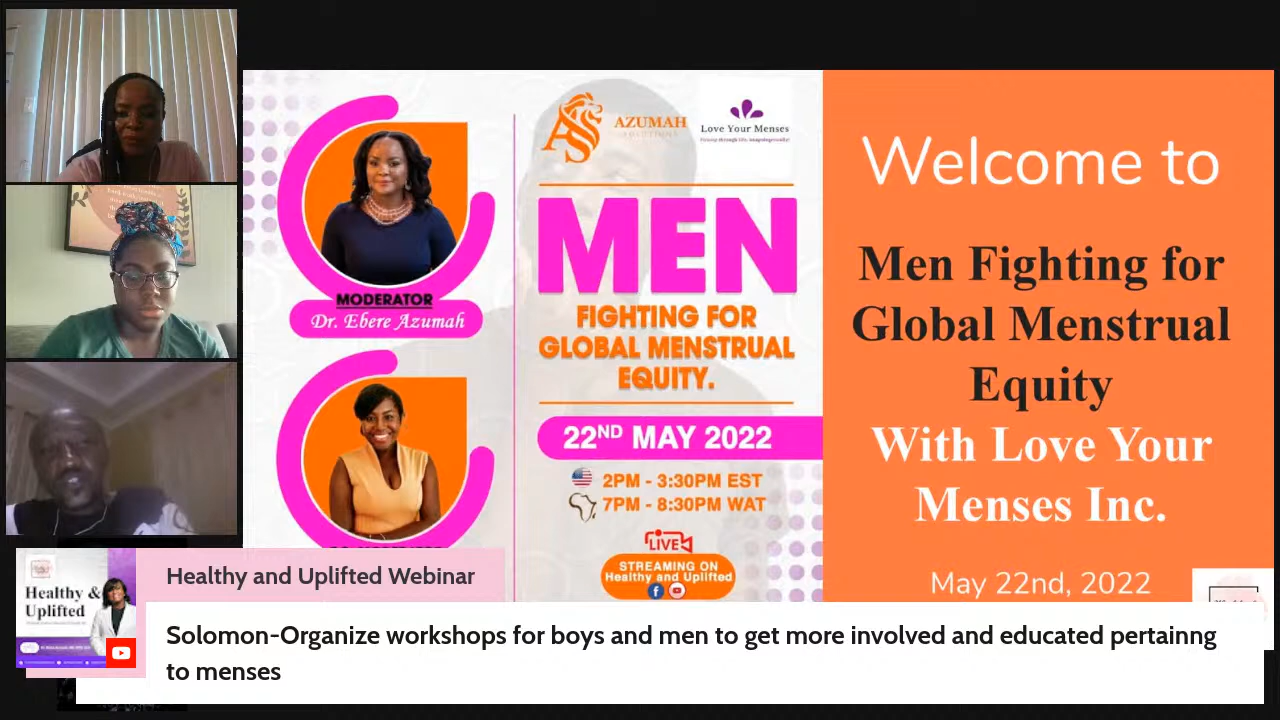 MODERATOR
Dr. Ebere Azumah
AZUMAH
SOLUTIONS
Love Your Menses
MEN
FIGHTING FOR
GLOBAL MENSTRUAL
EQUITY.
22ND MAY 2022
2PM - 3:30PM EST
7PM - 8:30PM WAT
LIVE
STREAMING ON
Healthy and Uplifted
Welcome to
Men Fighting for
Global Menstrual
Equity
With Love Your
Menses Inc.
May 22nd, 2022
Healthy &
Uplifted
Healthy and Uplifted Webinar
Solomon-Organize workshops for boys and men to get more involved and educated pertainng
to menses